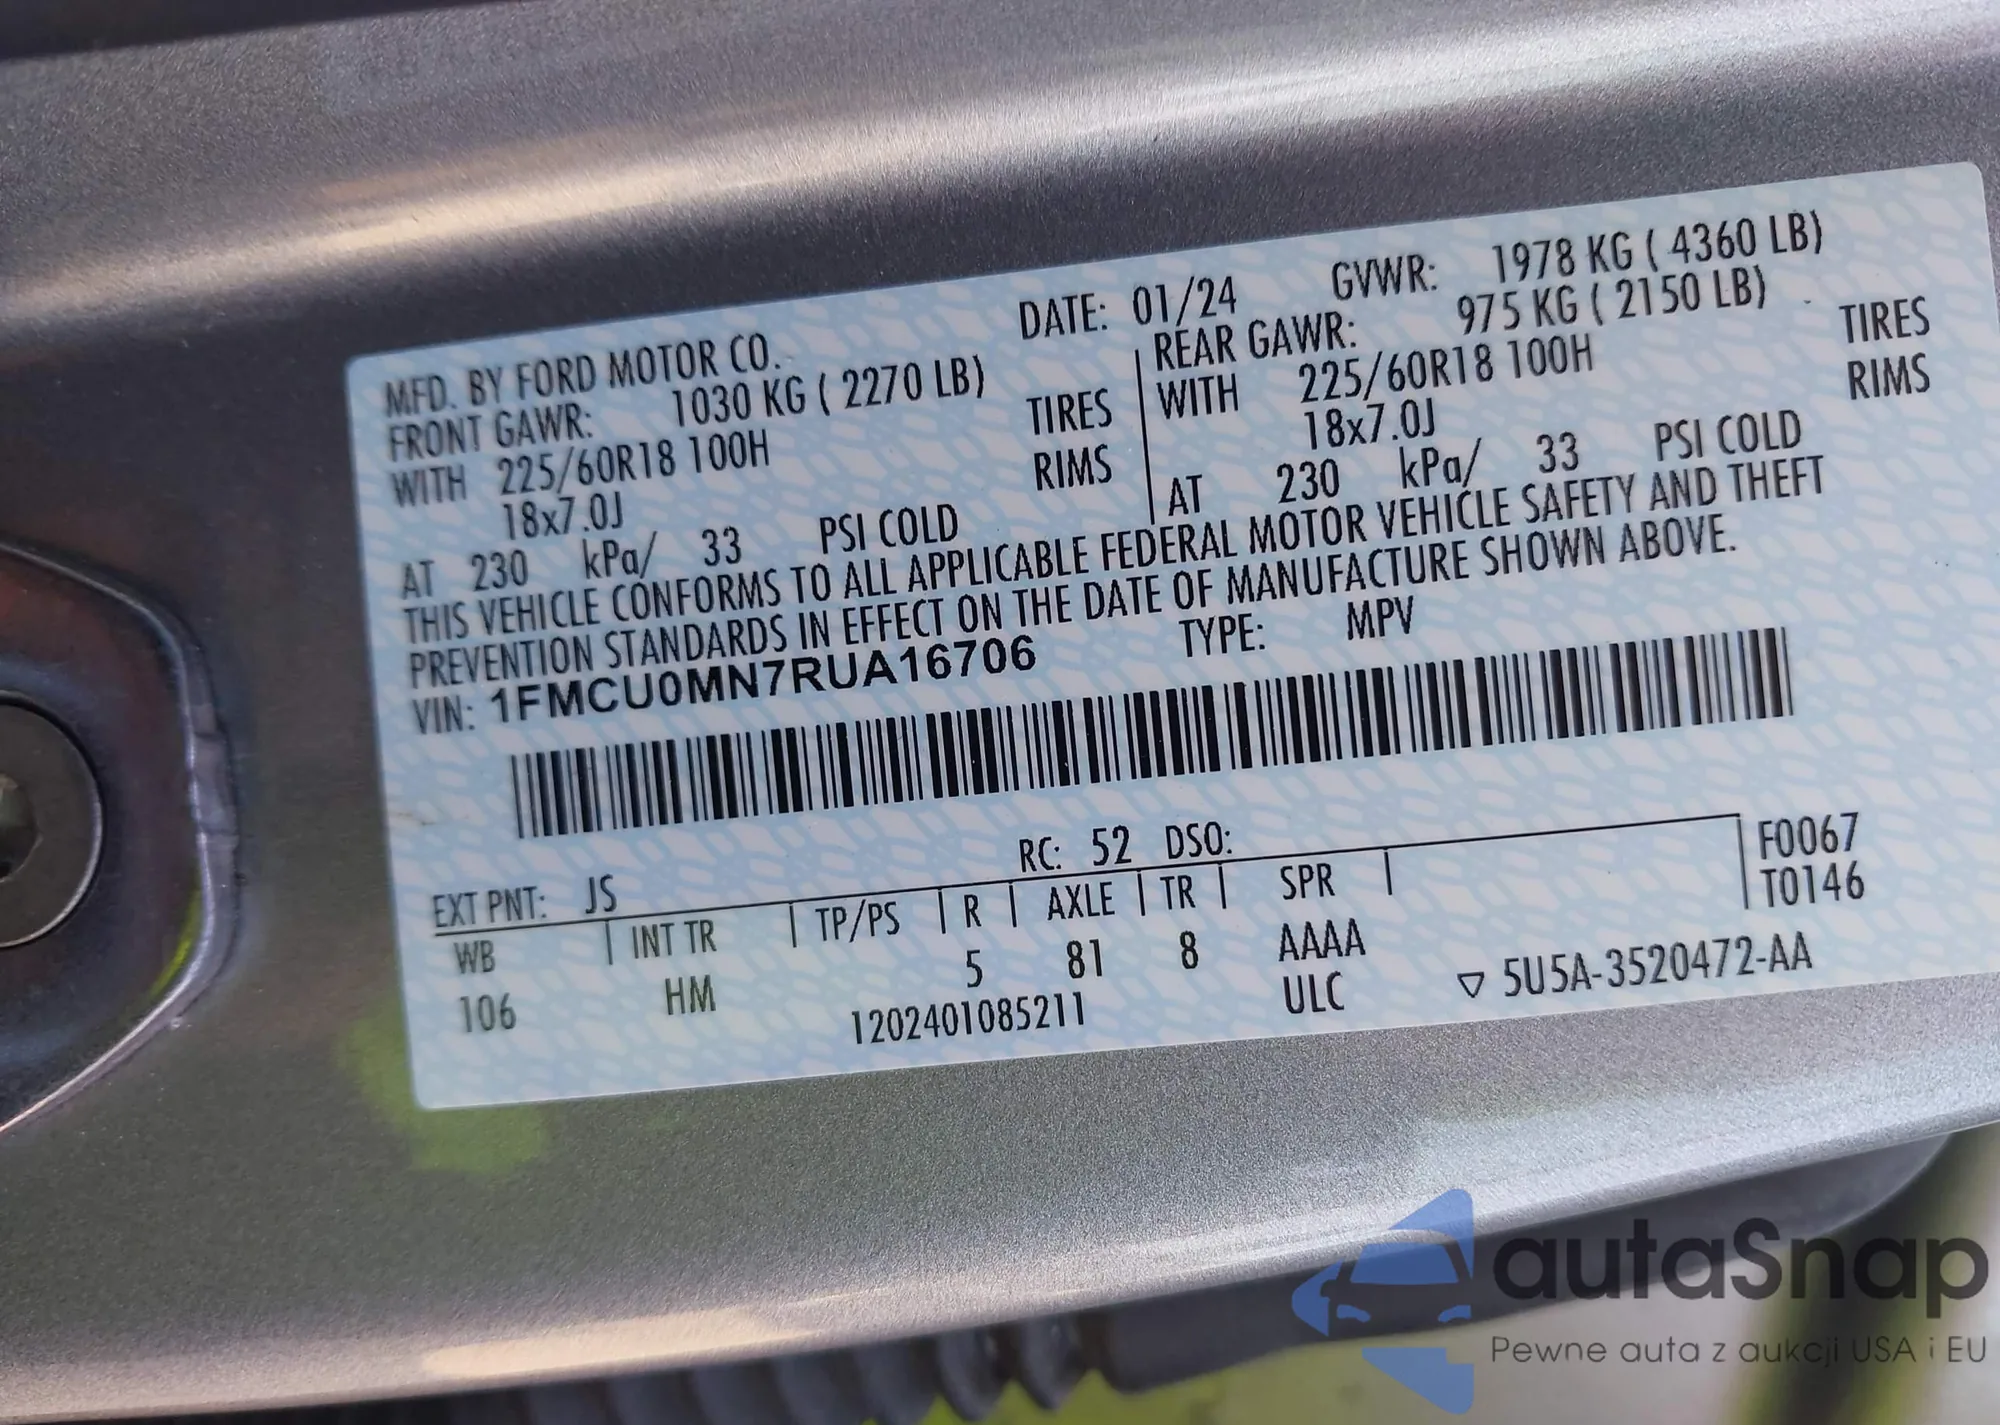 MFD. BY FORD MOTOR CO. DATE: 01/24 GVWR: 1978 KG ( 4360 LB)
FRONT GAWR: 1030 KG ( 2270 LB) REAR GAWR: 975 KG ( 2150 LB)
WITH 225/60R18 100H TIRES WITH 225/60R18 100H TIRES
18x7.0J RIMS 18x7.0J RIMS
AT 230 kPa/ 33 PSI COLD AT 230 kPa/ 33 PSI COLD
THIS VEHICLE CONFORMS TO ALL APPLICABLE FEDERAL MOTOR VEHICLE SAFETY AND THEFT
PREVENTION STANDARDS IN EFFECT ON THE DATE OF MANUFACTURE SHOWN ABOVE.
VIN: 1FMCU0MN7RUA16706 TYPE: MPV
EXT PNT: JS RC: 52 DSO: F0067
WB INT TR TP/PS R AXLE TR SPR T0146
106 HM 5 81 8 AAAA
1202401085211 ULC ▽ 5U5A-3520472-AA
autaSnap
Pewne auta z aukcji USA i EU